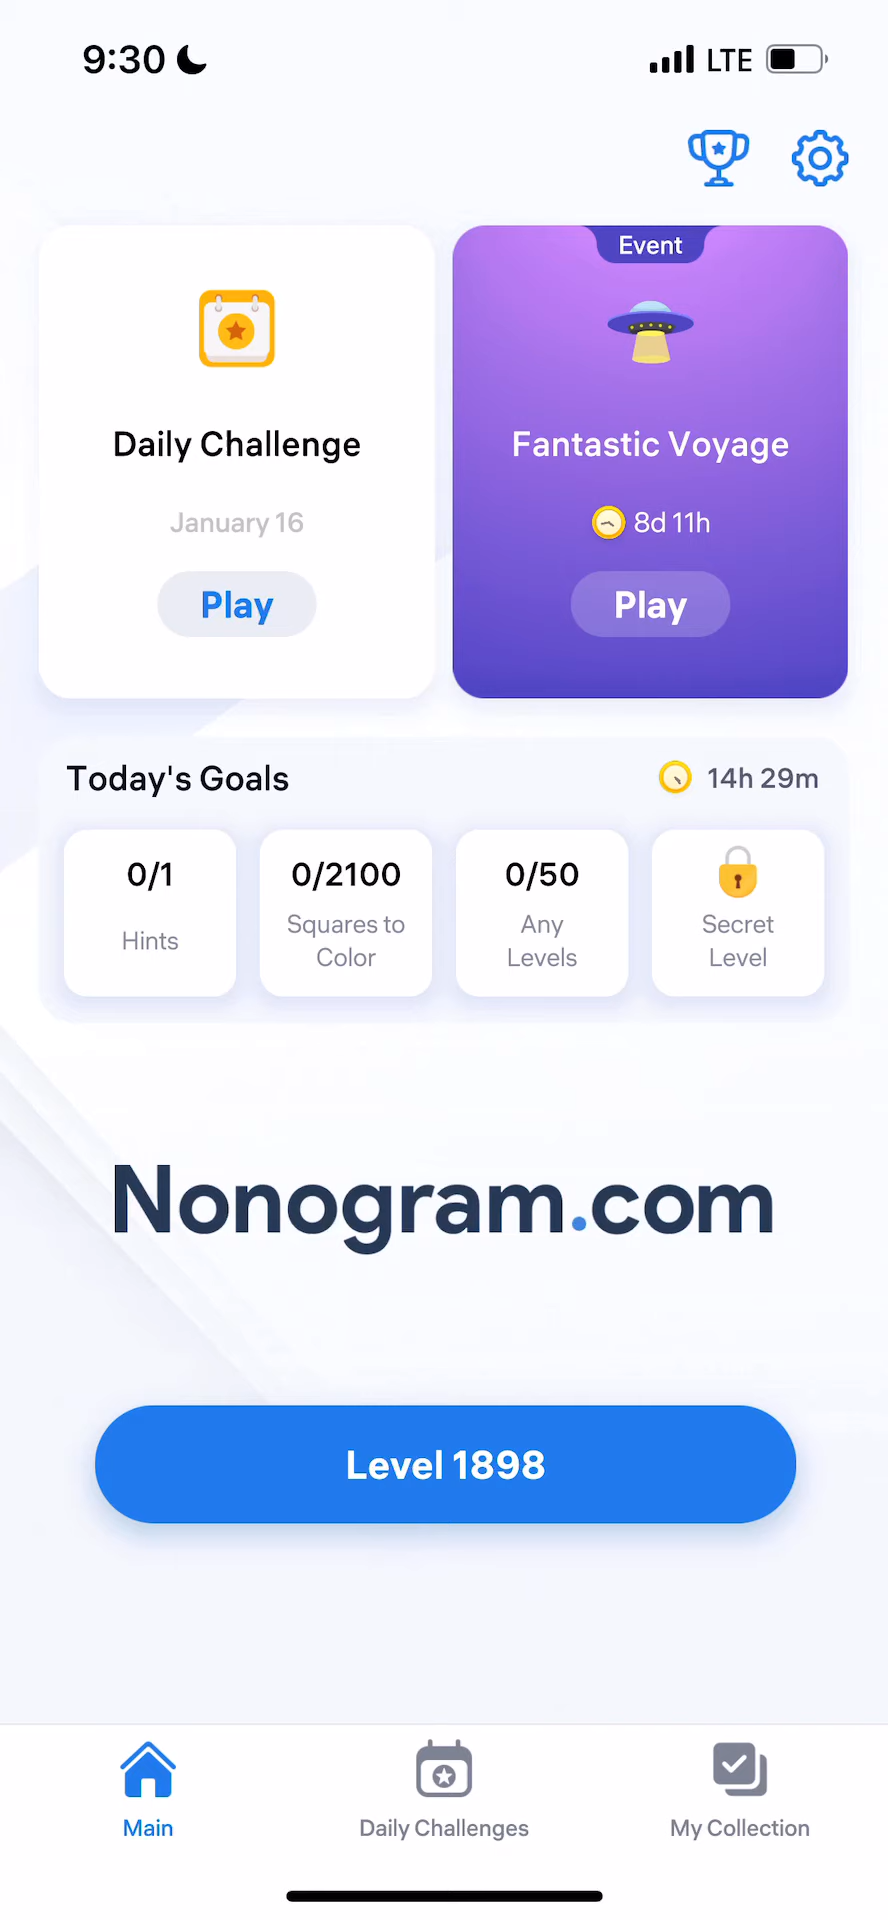 9:30
LTE
Event
Daily Challenge
January 16
Play
Fantastic Voyage
8d 11h
Play
Today's Goals
14h 29m
0/1
Hints
0/2100
Squares to
Color
0/50
Any
Levels
Secret
Level
Nonogram.com
Level 1898
Main
Daily Challenges
My Collection